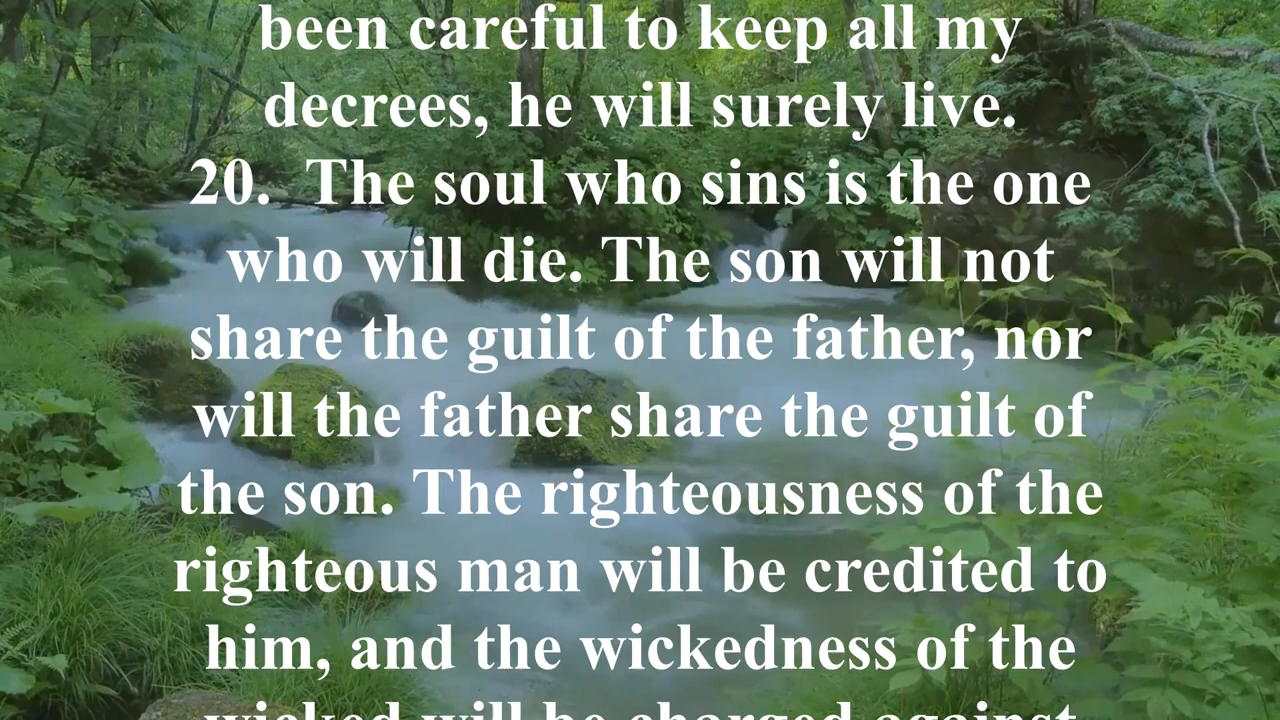 been careful to keep all my
decrees, he will surely live.
20.  The soul who sins is the one
who will die. The son will not
share the guilt of the father, nor
will the father share the guilt of
the son. The righteousness of the
righteous man will be credited to
him, and the wickedness of the
wicked will be charged against